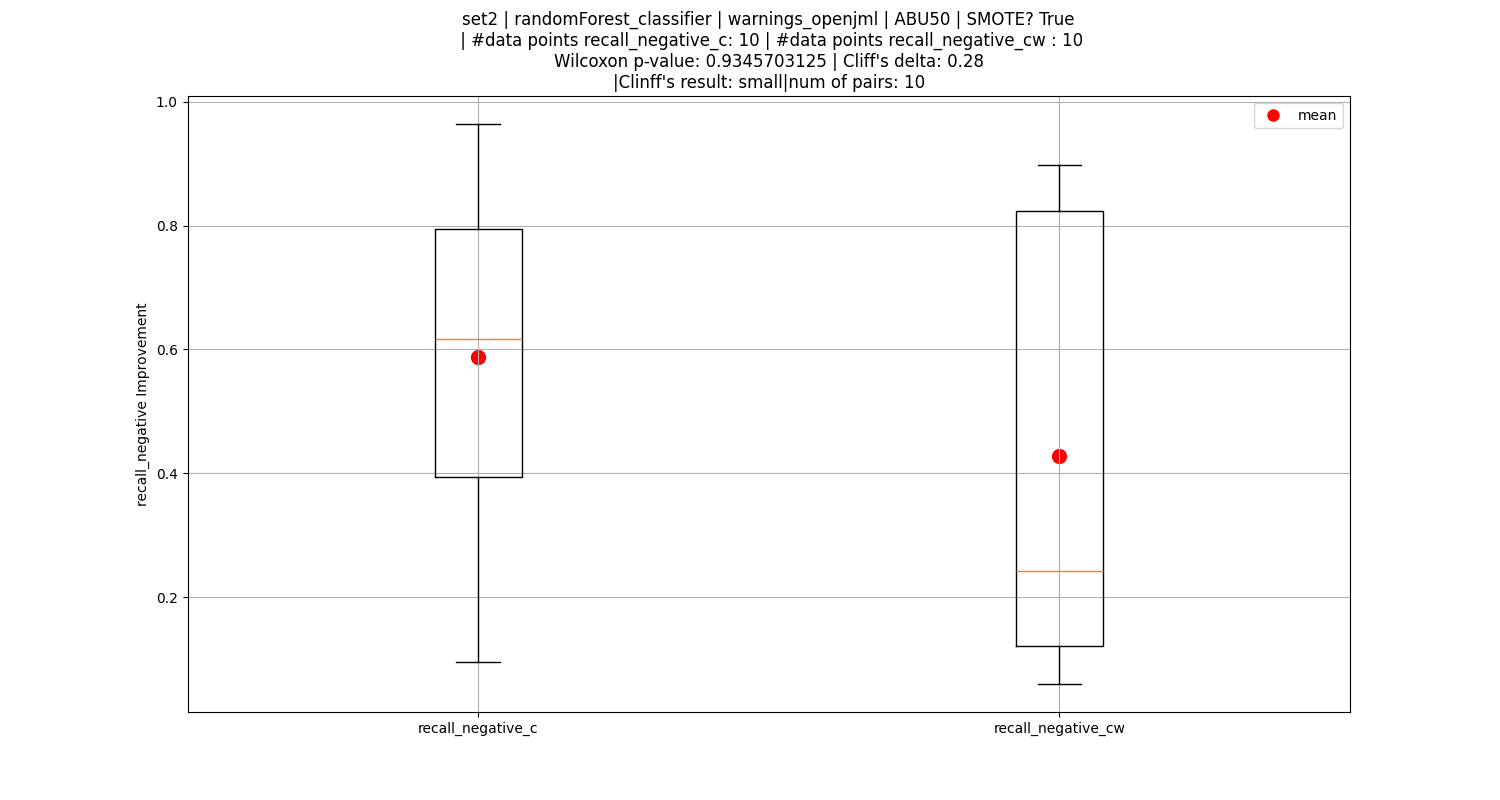 set2 | randomForest_classifier | warnings_openjml | ABU50 | SMOTE? True
| #data points recall_negative_c: 10 | #data points recall_negative_cw : 10
Wilcoxon p-value: 0.9345703125 | Cliff's delta: 0.28
|Clinff's result: small|num of pairs: 10
mean
1.0
0.8
0.6
0.4
0.2
recall_negative Improvement
recall_negative_c
recall_negative_cw